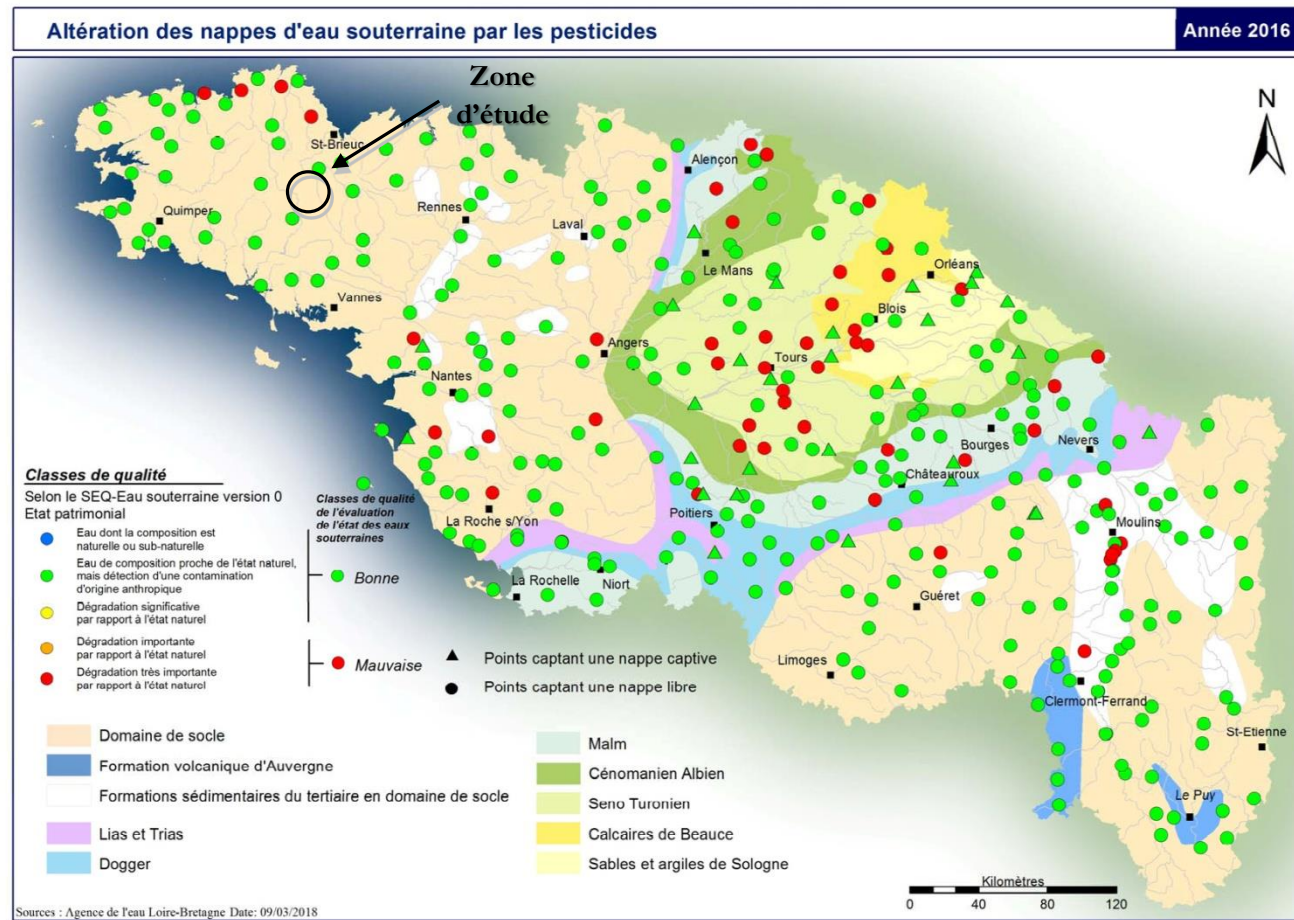 Altération des nappes d'eau souterraine par les pesticides
Année 2016
Zone
d'étude
N
St-Brieuc
Alençon
Quimper
Rennes
Laval
Le Mans
Orléans
Vannes
Blois
Angers
Tours
Nantes
Bourges
Nevers
Châteauroux
La Roche s/Yon
Poitiers
Moulins
La Rochelle
Niort
Guéret
Limoges
Clermont-Ferrand
St-Etienne
Le Puy
Classes de qualité
Selon le SEQ-Eau souterraine version 0
Etat patrimonial
Classes de qualité
de l'évaluation
de l'état des eaux
souterraines
Eau dont la composition est
naturelle ou sub-naturelle
Eau de composition proche de l'état naturel,
mais détection d'une contamination
d'origine anthropique
Bonne
Dégradation significative
par rapport à l'état naturel
Dégradation importante
par rapport à l'état naturel
Dégradation très importante
par rapport à l'état naturel
Mauvaise
Points captant une nappe captive
Points captant une nappe libre
Domaine de socle
Formation volcanique d'Auvergne
Formations sédimentaires du tertiaire en domaine de socle
Lias et Trias
Dogger
Malm
Cénomanien Albien
Seno Turonien
Calcaires de Beauce
Sables et argiles de Sologne
Kilomètres
0 40 80 120
Sources : Agence de l'eau Loire-Bretagne Date: 09/03/2018